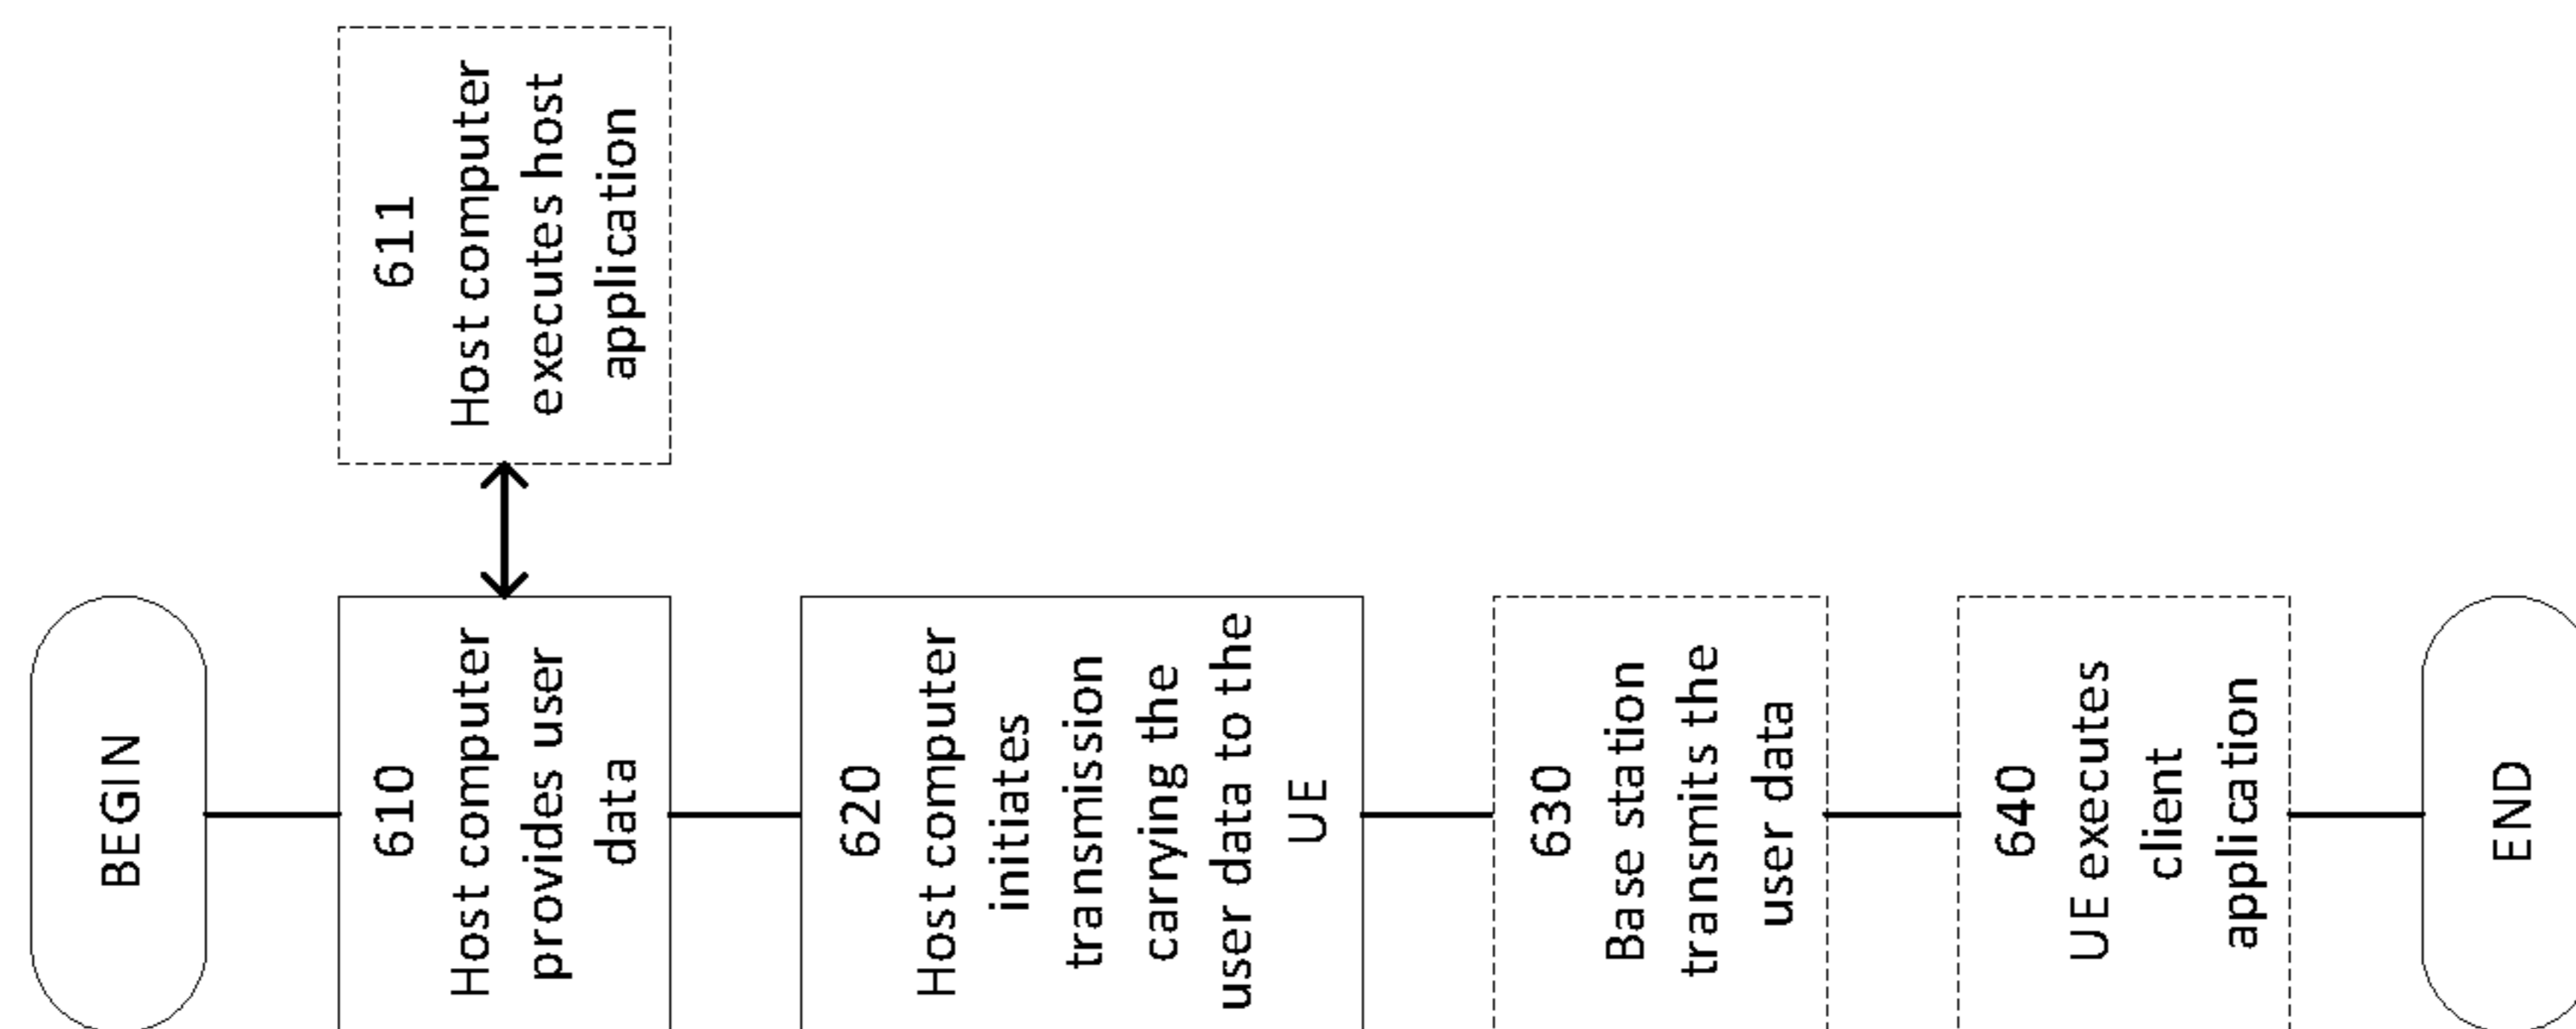 BEGIN
610
Host computer
provides user
data
611
Host computer
executes host
application
620
Host computer
initiates
transmission
carrying the
user data to the
UE
630
Base station
transmits the
user data
640
UE executes
client
application
END